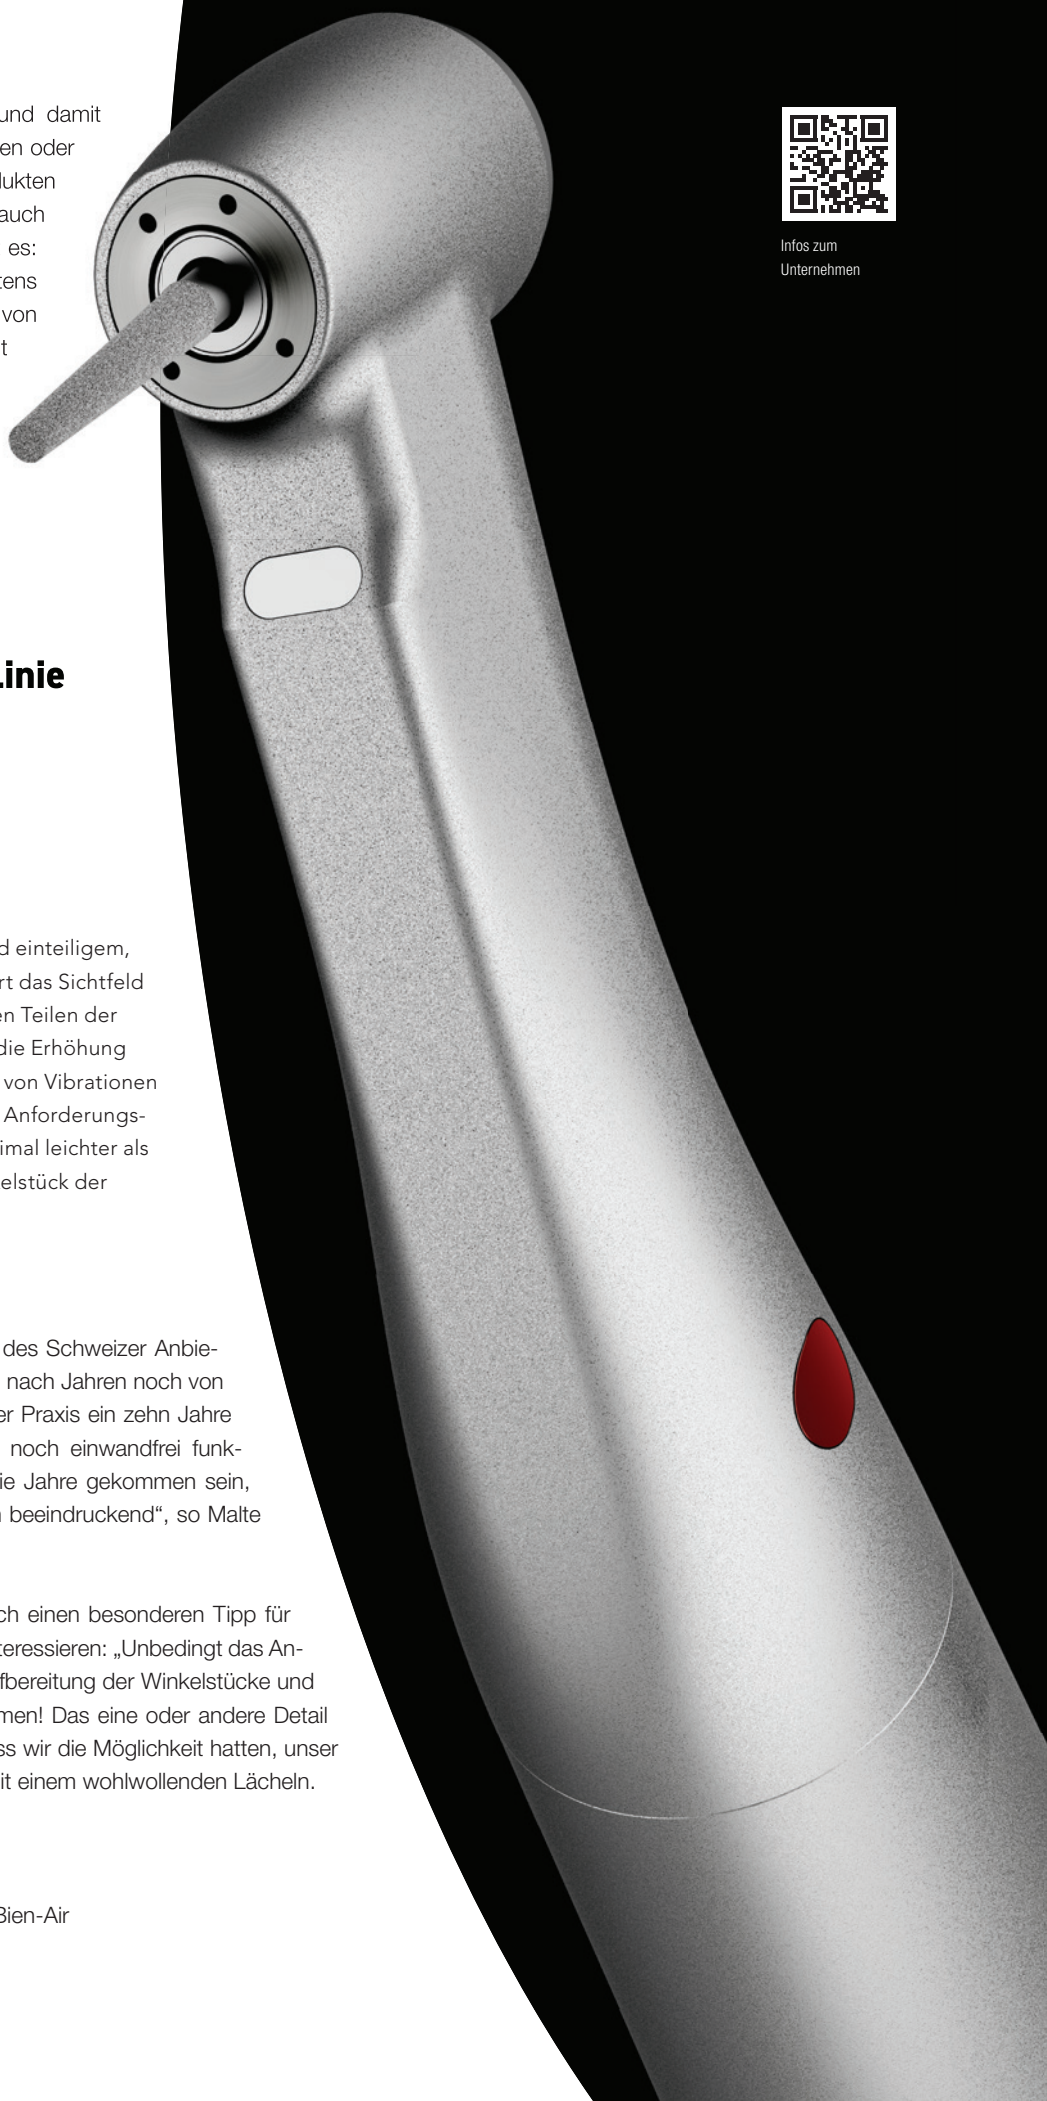 und damit
en oder
dukten
auch
es:
tens
von
t
Linie
d einteiligem,
rt das Sichtfeld
en Teilen der
die Erhöhung
von Vibrationen
Anforderungs-
imal leichter als
elstück der
des Schweizer Anbie-
nach Jahren noch von
er Praxis ein zehn Jahre
noch einwandfrei funk-
ie Jahre gekommen sein,
beeindruckend“, so Malte
ch einen besonderen Tipp für
teressieren: „Unbedingt das An-
fbereitung der Winkelstücke und
men! Das eine oder andere Detail
ss wir die Möglichkeit hatten, unser
it einem wohlwollenden Lächeln.
Bien-Air
Infos zum
Unternehmen